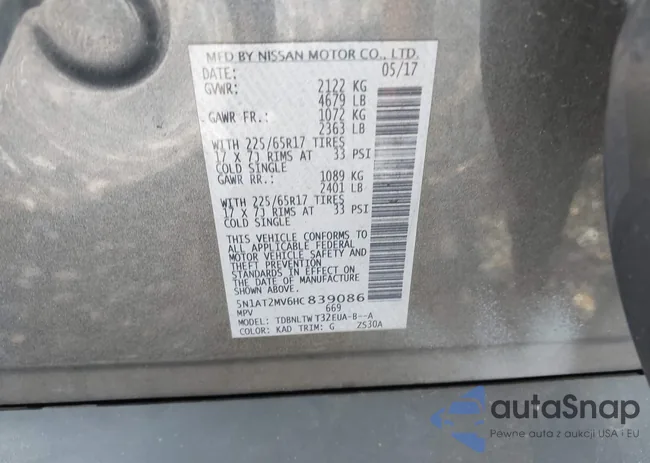 MFD BY NISSAN MOTOR CO., LTD.
DATE: 05/17
GVWR: 2122 KG
4679 LB
GAWR FR.: 1072 KG
2363 LB
WITH 225/65R17 TIRES
17 X 7J RIMS AT 33 PSI
COLD SINGLE
GAWR RR.: 1089 KG
2401 LB
WITH 225/65R17 TIRES
17 X 7J RIMS AT 33 PSI
COLD SINGLE
THIS VEHICLE CONFORMS TO
ALL APPLICABLE FEDERAL
MOTOR VEHICLE SAFETY AND
THEFT PREVENTION
STANDARDS IN EFFECT ON
THE DATE OF MANUFACTURE
SHOWN ABOVE.
5N1AT2MV6HC839086
MPV 669
MODEL: TDBNLTW T32EUA-B--A
COLOR: KAD TRIM: G ZS30A
autoSnap
Pewne auta z aukcji USA i EU